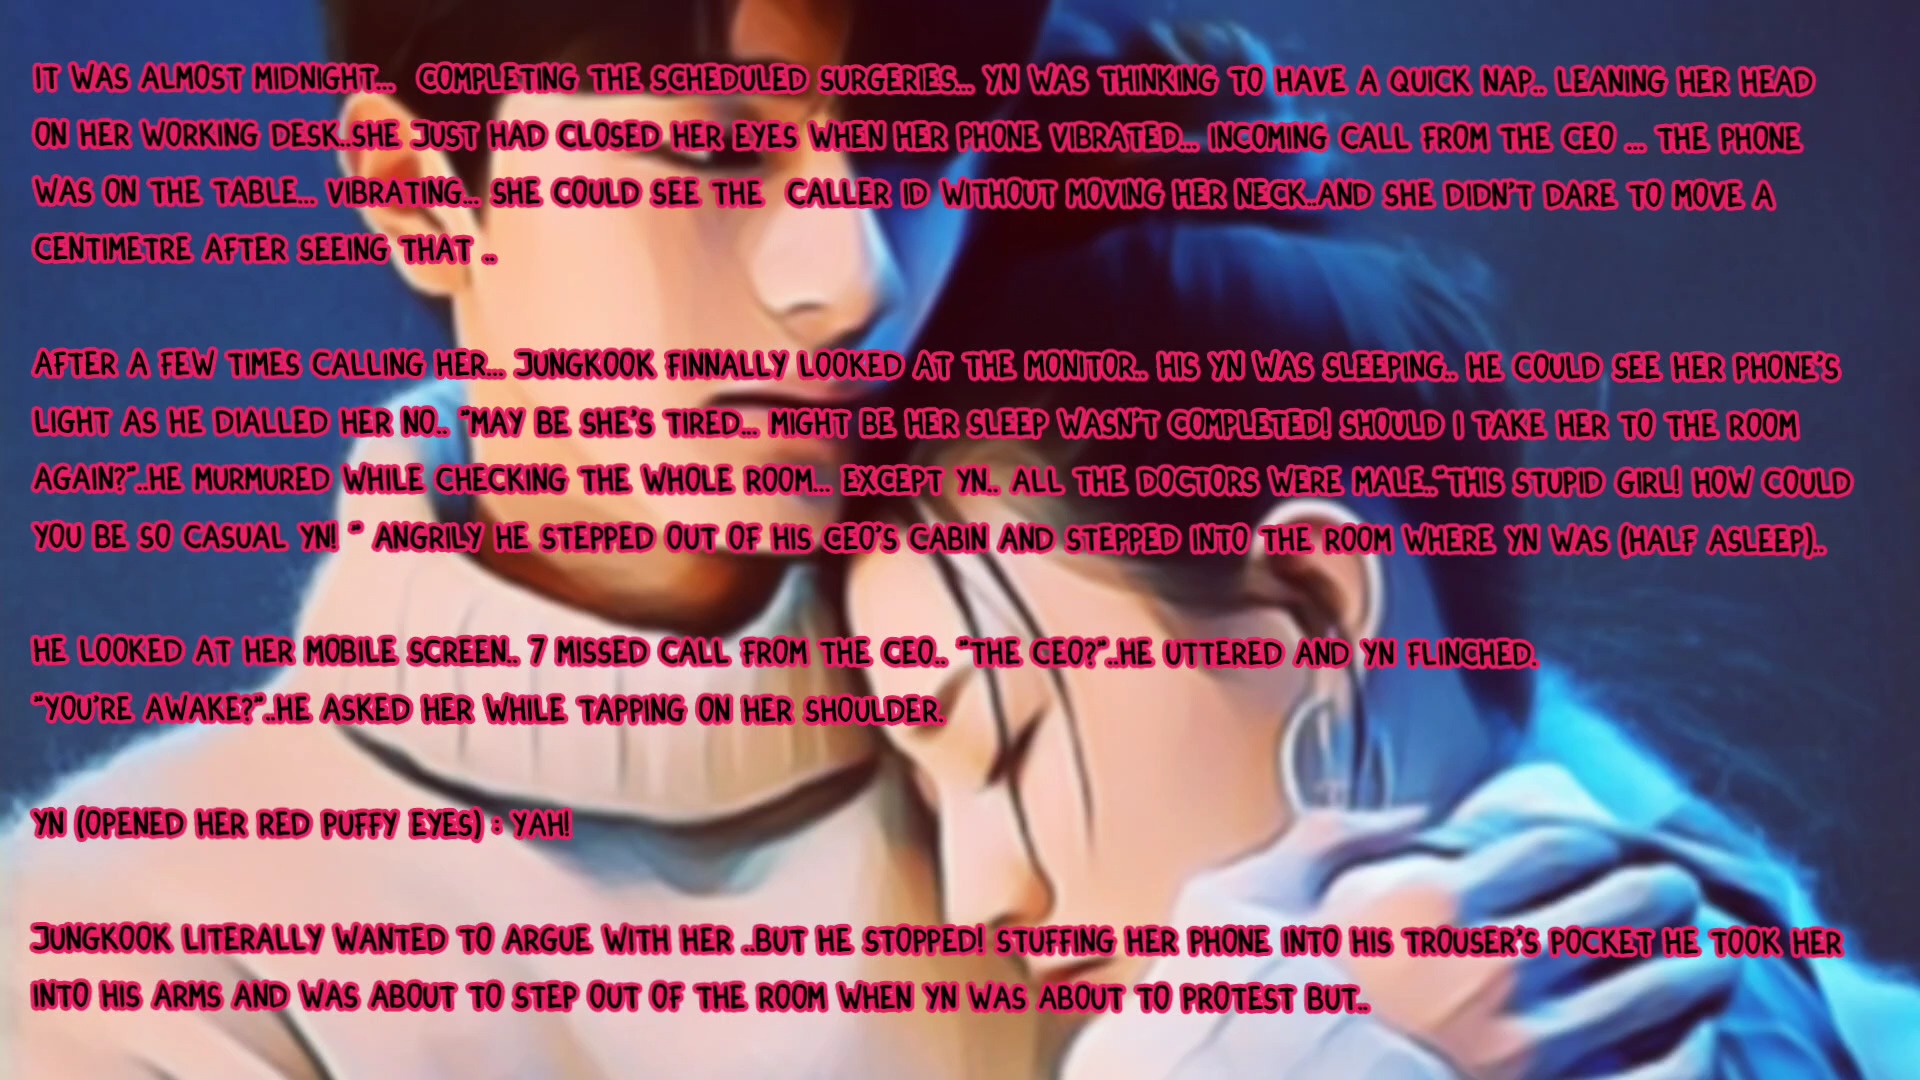 IT WAS ALMOST MIDNIGHT...  COMPLETING THE SCHEDULED SURGERIES... YN WAS THINKING TO HAVE A QUICK NAP.. LEANING HER HEAD
ON HER WORKING DESK..SHE JUST HAD CLOSED HER EYES WHEN HER PHONE VIBRATED... INCOMING CALL FROM THE CEO ... THE PHONE
WAS ON THE TABLE... VIBRATING... SHE COULD SEE THE  CALLER ID WITHOUT MOVING HER NECK..AND SHE DIDN'T DARE TO MOVE A
CENTIMETRE AFTER SEEING THAT ..
AFTER A FEW TIMES CALLING HER... JUNGKOOK FINNALLY LOOKED AT THE MONITOR.. HIS YN WAS SLEEPING.. HE COULD SEE HER PHONE'S
LIGHT AS HE DIALLED HER NO.. "MAY BE SHE'S TIRED... MIGHT BE HER SLEEP WASN'T COMPLETED! SHOULD I TAKE HER TO THE ROOM
AGAIN?"..HE MURMURED WHILE CHECKING THE WHOLE ROOM... EXCEPT YN.. ALL THE DOCTORS WERE MALE.."THIS STUPID GIRL! HOW COULD
YOU BE SO CASUAL YN! " ANGRILY HE STEPPED OUT OF HIS CEO'S CABIN AND STEPPED INTO THE ROOM WHERE YN WAS (HALF ASLEEP)..
HE LOOKED AT HER MOBILE SCREEN.. 7 MISSED CALL FROM THE CEO.. "THE CEO?"..HE UTTERED AND YN FLINCHED.
"YOU'RE AWAKE?"..HE ASKED HER WHILE TAPPING ON HER SHOULDER.
YN (OPENED HER RED PUFFY EYES) : YAH!
JUNGKOOK LITERALLY WANTED TO ARGUE WITH HER ..BUT HE STOPPED! STUFFING HER PHONE INTO HIS TROUSER'S POCKET HE TOOK HER
INTO HIS ARMS AND WAS ABOUT TO STEP OUT OF THE ROOM WHEN YN WAS ABOUT TO PROTEST BUT..